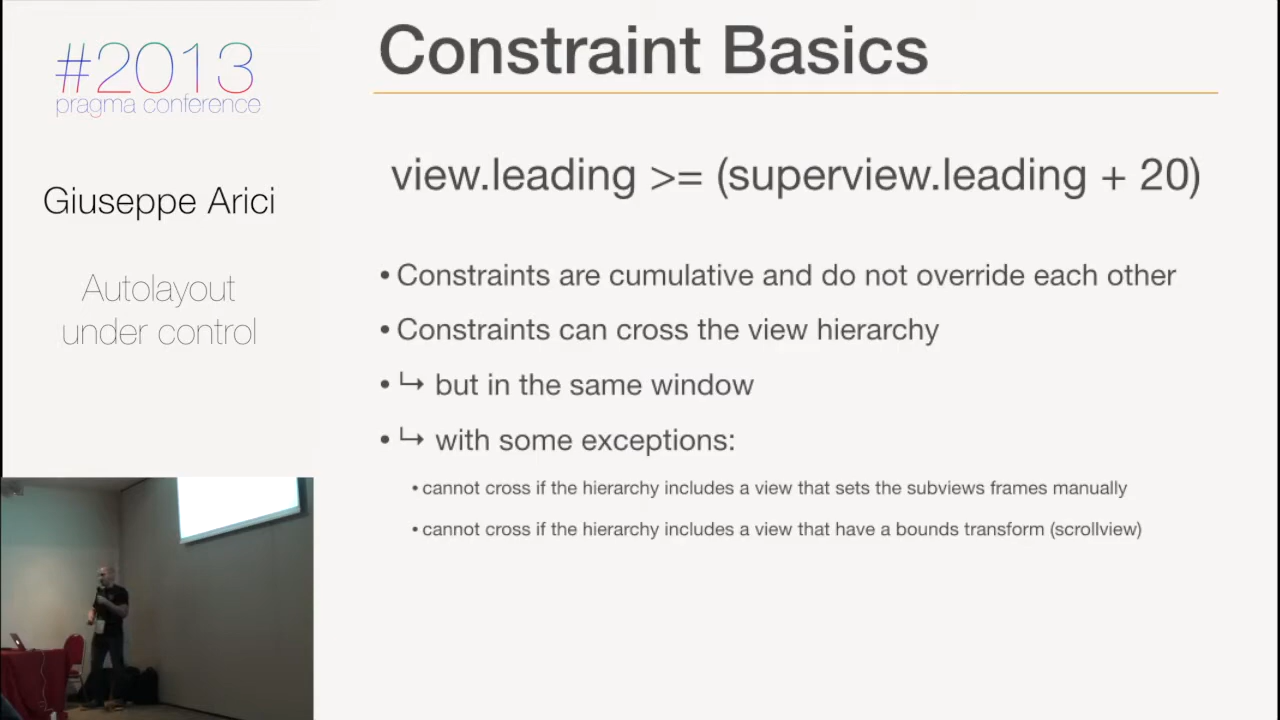 #2013
pragma conference
Giuseppe Arici
Autolayout
under control
Constraint Basics
view.leading >= (superview.leading + 20)
• Constraints are cumulative and do not override each other
• Constraints can cross the view hierarchy
• ↳ but in the same window
• ↳ with some exceptions:
• cannot cross if the hierarchy includes a view that sets the subviews frames manually
• cannot cross if the hierarchy includes a view that have a bounds transform (scrollview)